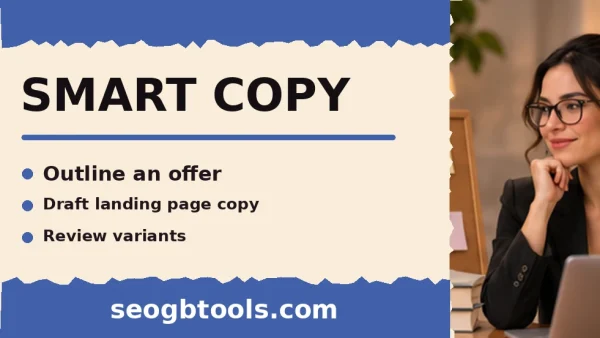 SMART COPY
Outline an offer
Draft landing page copy
Review variants
seogbtools.com